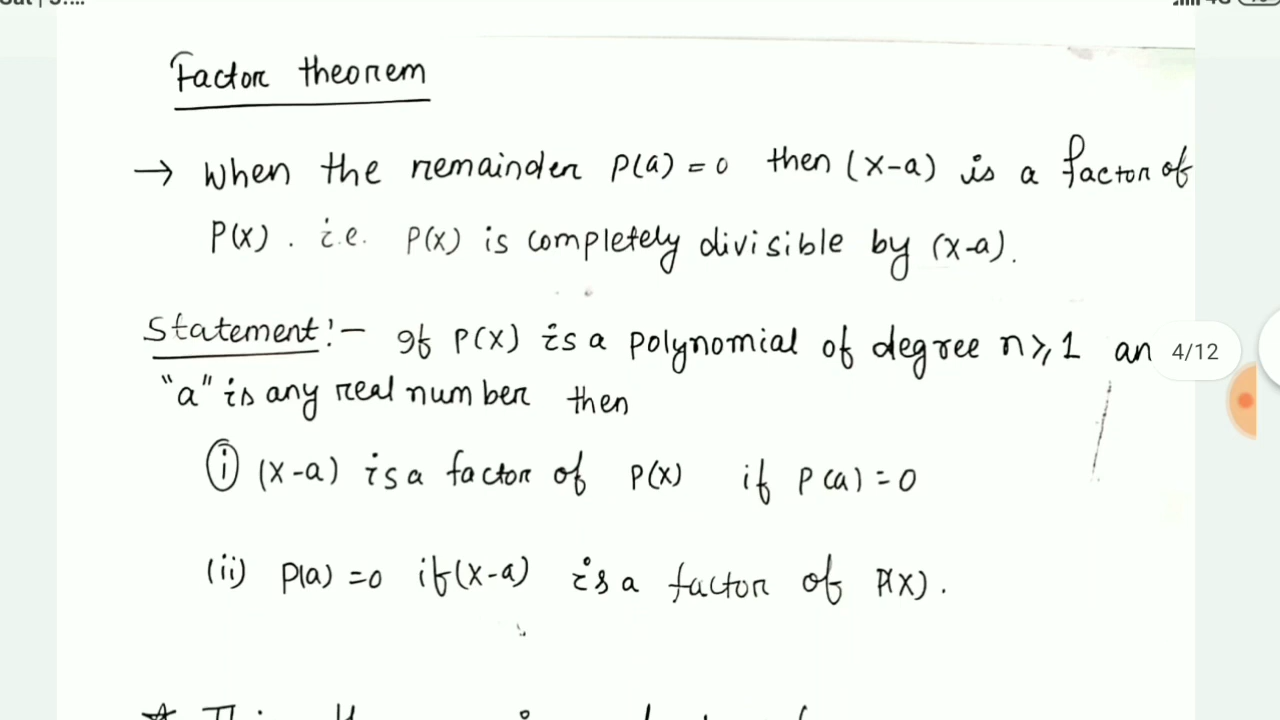 Factor theorem
→ When the remainder P(a) = 0 then (x-a) is a factor of
P(x). i.e. P(x) is completely divisible by (x-a).
Statement:- If P(x) is a polynomial of degree n≥1 an
4/12
"a" is any real number then
(i) (x-a) is a factor of P(x) if P(a) = 0
(ii) P(a) = 0 if (x-a) is a factor of P(x).